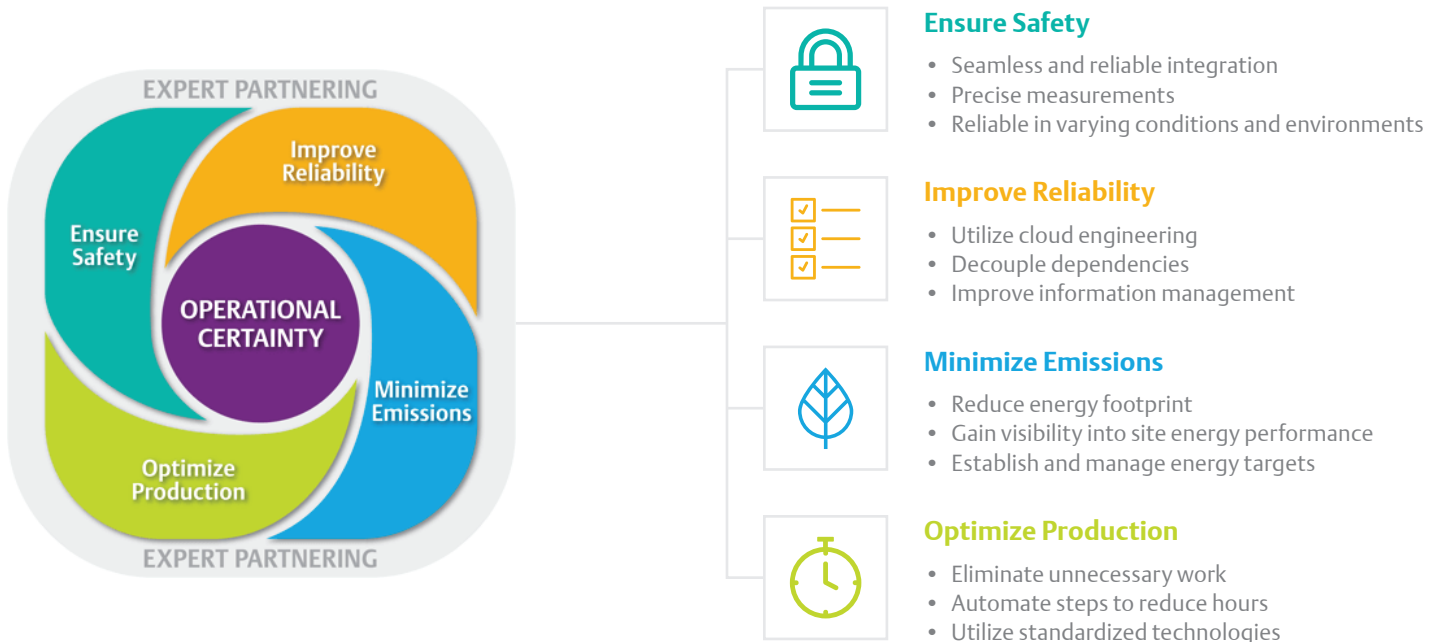 EXPERT PARTNERING
Improve
Reliability
Ensure
Safety
OPERATIONAL
CERTAINTY
Minimize
Emissions
Optimize
Production
EXPERT PARTNERING
Ensure Safety
• Seamless and reliable integration
• Precise measurements
• Reliable in varying conditions and environments
Improve Reliability
• Utilize cloud engineering
• Decouple dependencies
• Improve information management
Minimize Emissions
• Reduce energy footprint
• Gain visibility into site energy performance
• Establish and manage energy targets
Optimize Production
• Eliminate unnecessary work
• Automate steps to reduce hours
• Utilize standardized technologies